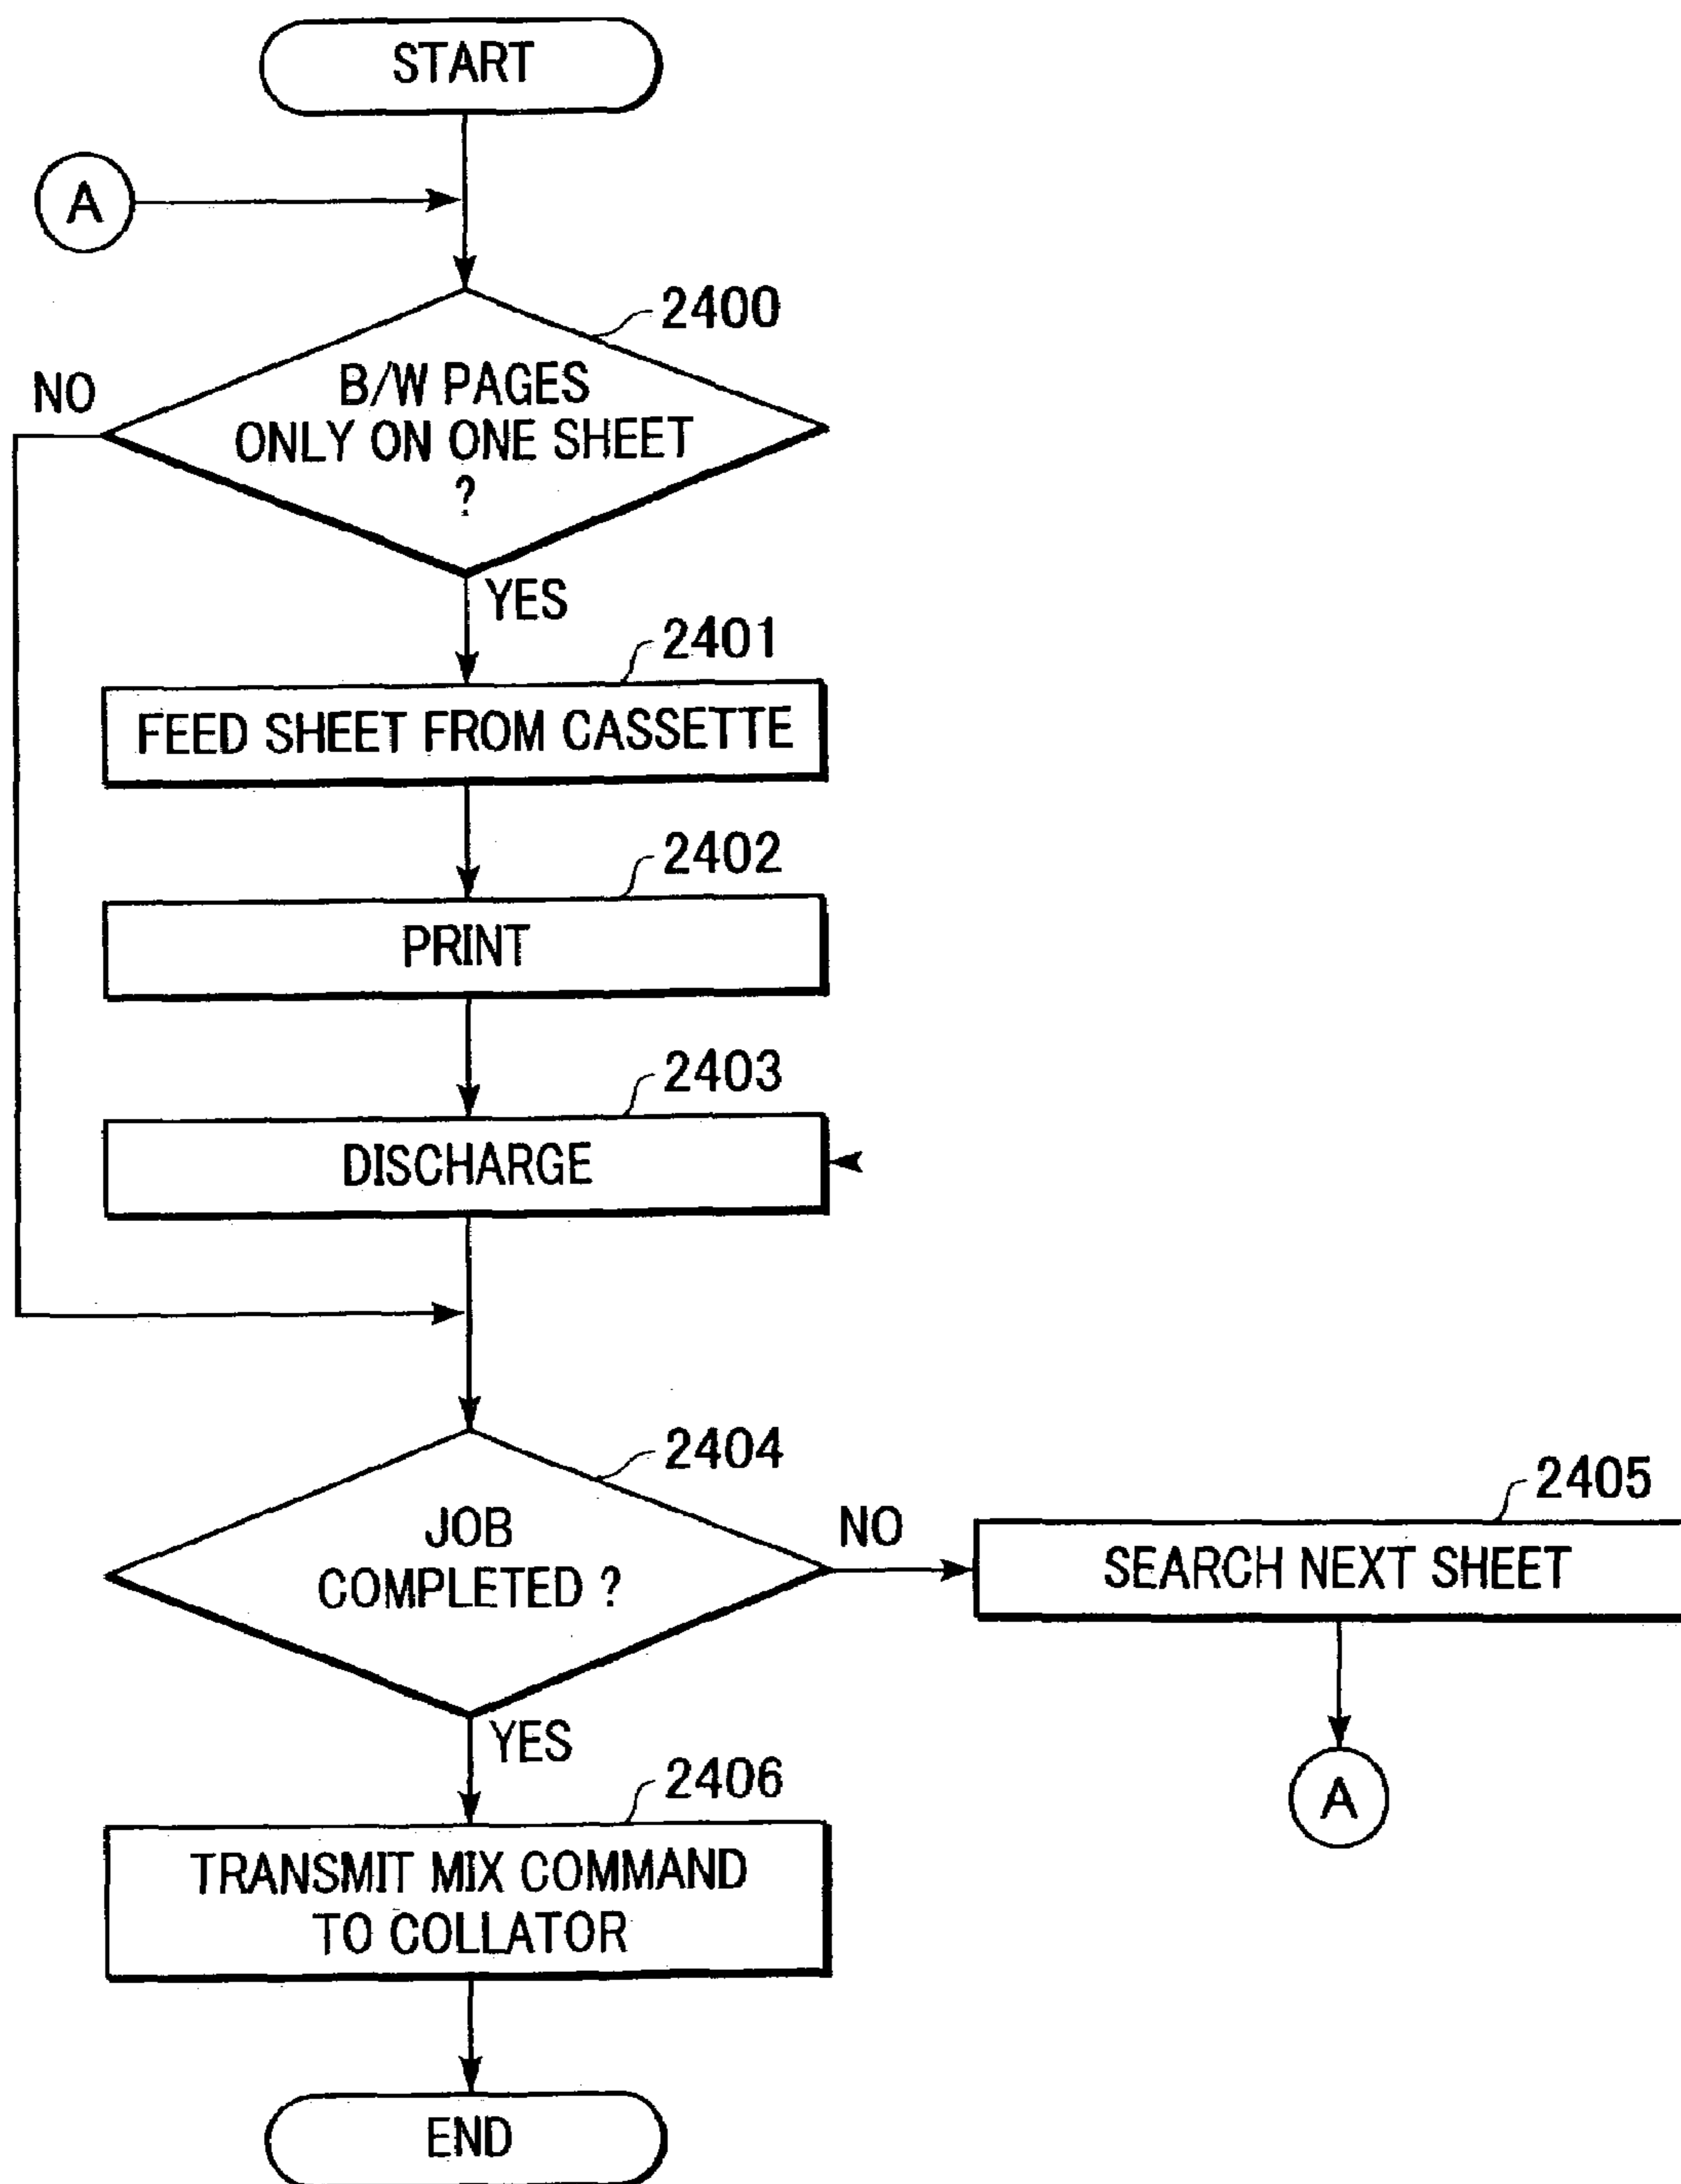 START
A
2400
NO
B/W PAGES
ONLY ON ONE SHEET
?
YES
2401
FEED SHEET FROM CASSETTE
2402
PRINT
2403
DISCHARGE
2404
JOB
COMPLETED ?
NO
2405
SEARCH NEXT SHEET
YES
A
2406
TRANSMIT MIX COMMAND
TO COLLATOR
END